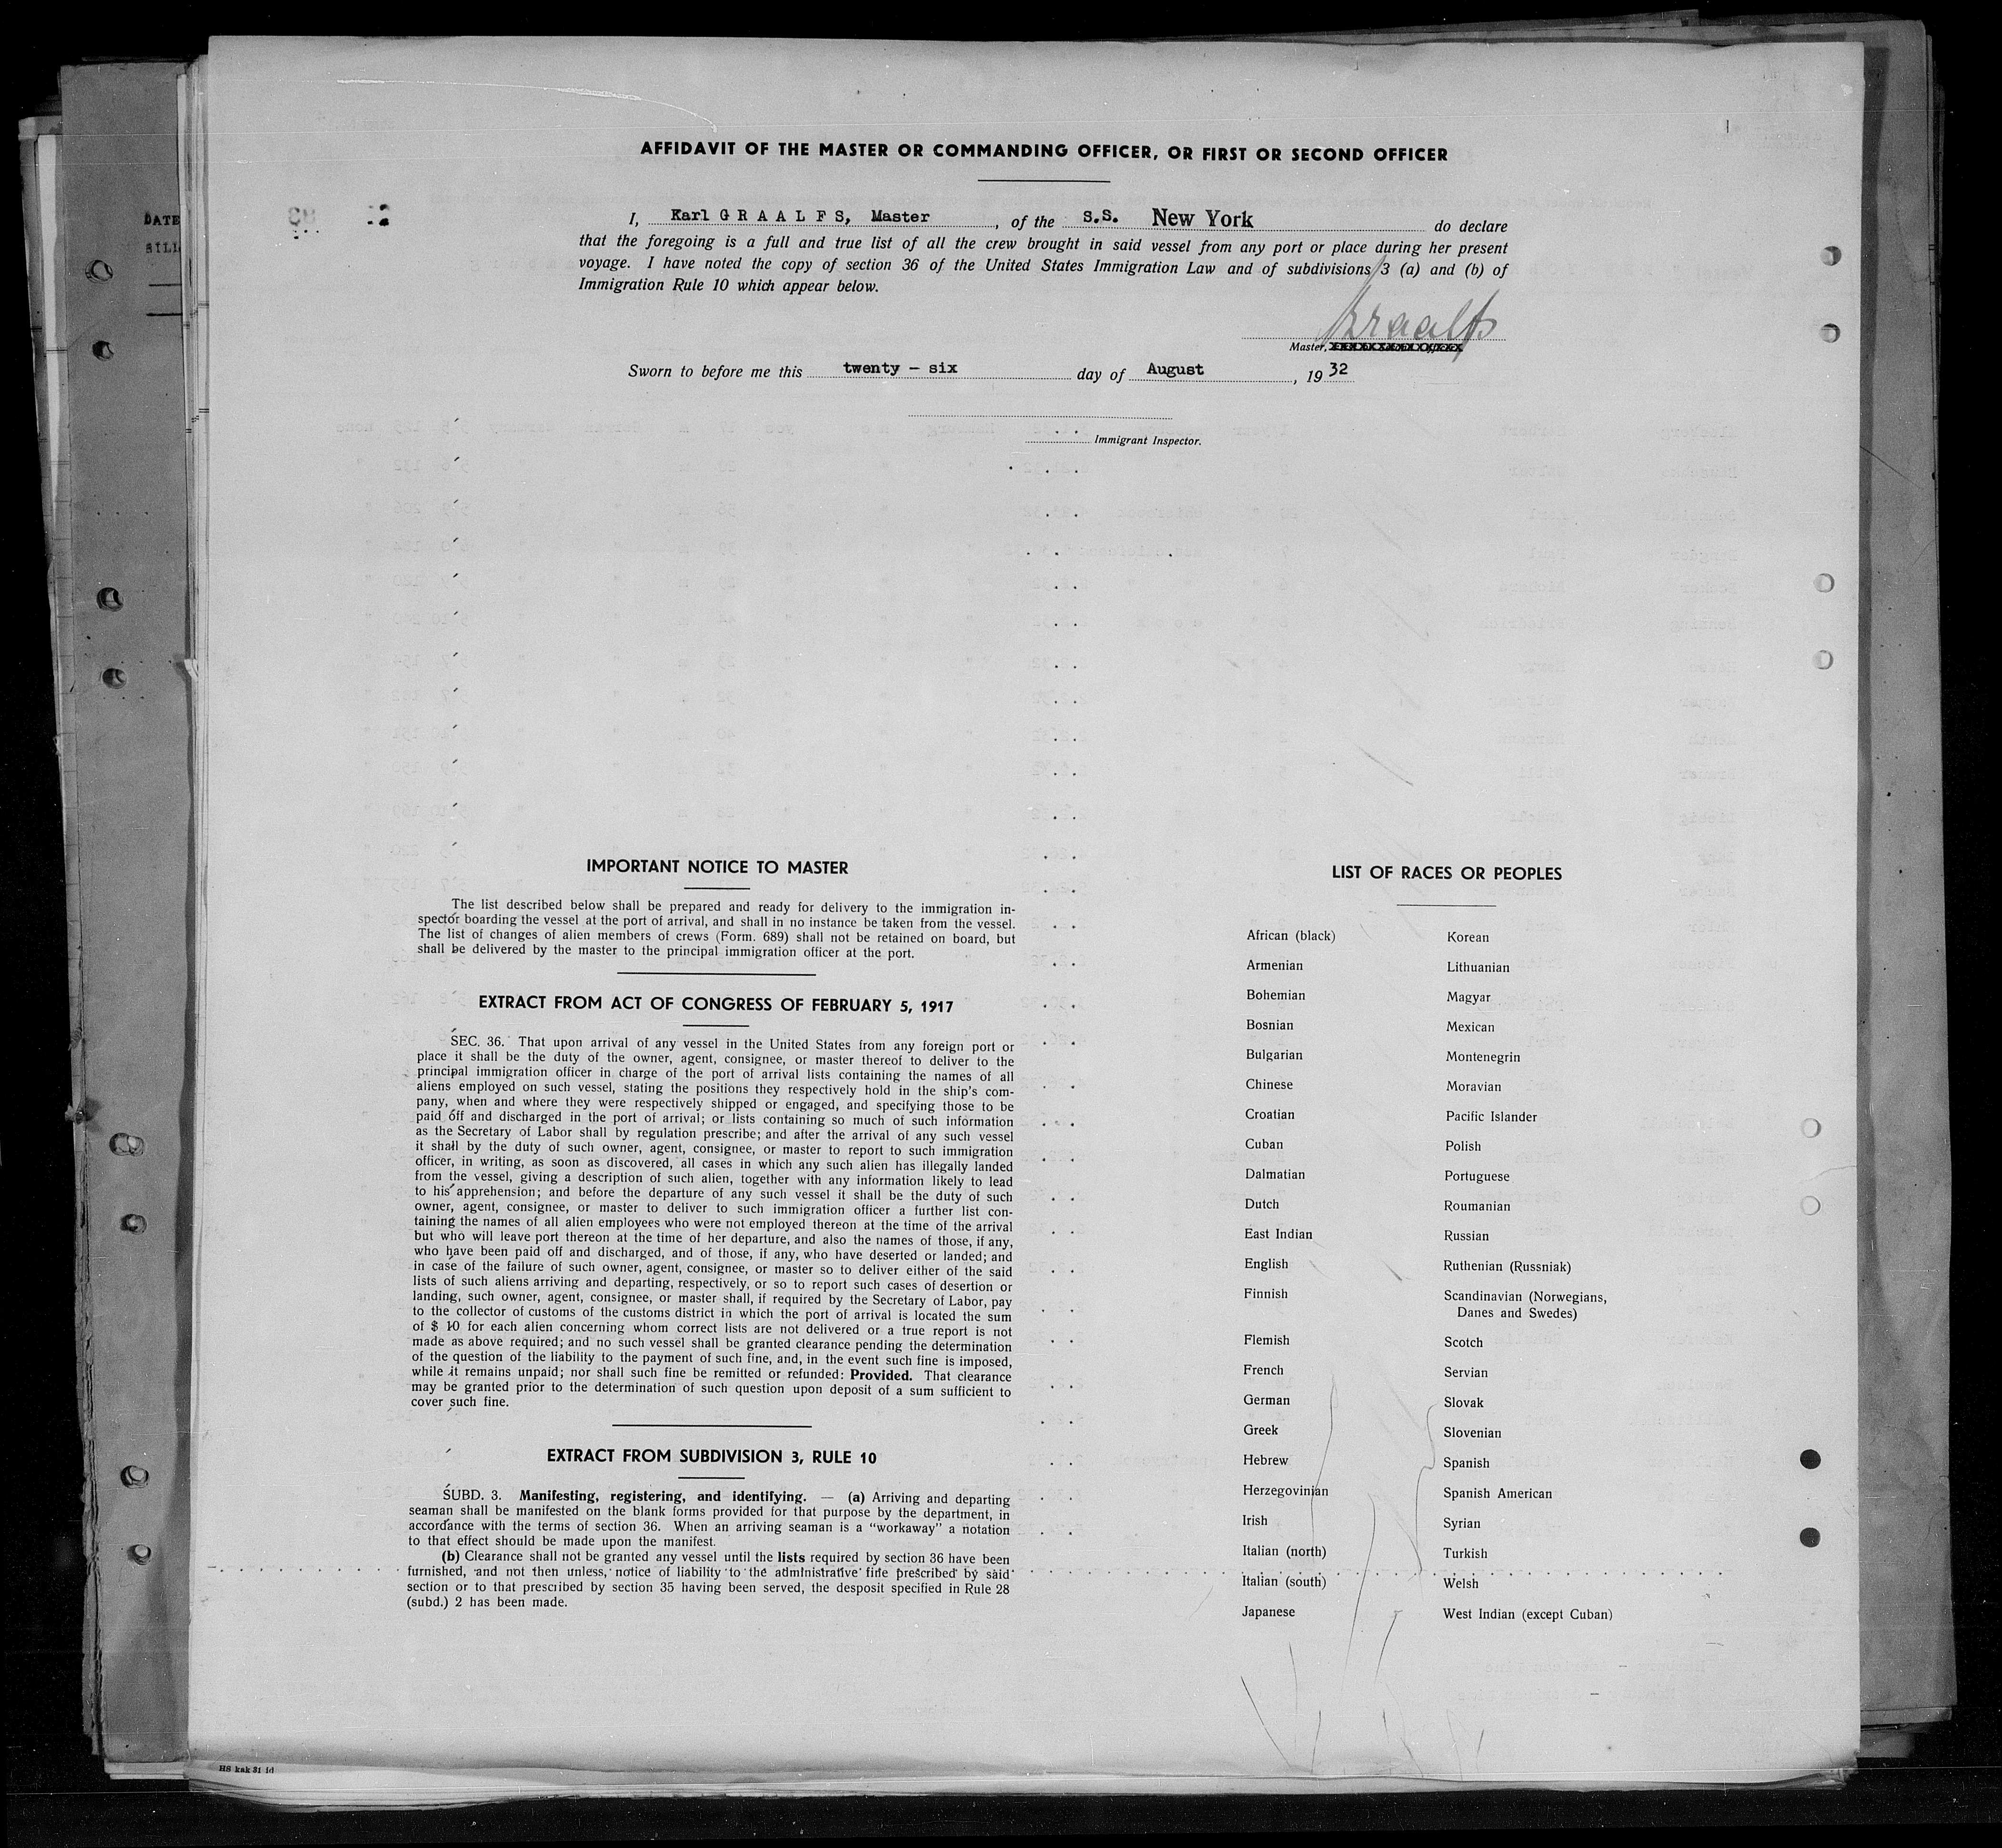 AFFIDAVIT OF THE MASTER OR COMMANDING OFFICER, OR FIRST OR SECOND OFFICER
I, Karl G R A A L F S, Master, of the S.S. New York do declare
that the foregoing is a full and true list of all the crew brought in said vessel from any port or place during her present
voyage. I have noted the copy of section 36 of the United States Immigration Law and of subdivisions 3 (a) and (b) of
Immigration Rule 10 which appear below.
Graalfs
Master,
Sworn to before me this twenty - six day of August, 19 32
Immigrant Inspector.
DATE
IMPORTANT NOTICE TO MASTER
The list described below shall be prepared and ready for delivery to the immigration in-
spector boarding the vessel at the port of arrival, and shall in no instance be taken from the vessel.
The list of changes of alien members of crews (Form. 689) shall not be retained on board, but
shall be delivered by the master to the principal immigration officer at the port.
EXTRACT FROM ACT OF CONGRESS OF FEBRUARY 5, 1917
SEC. 36. That upon arrival of any vessel in the United States from any foreign port or
place it shall be the duty of the owner, agent, consignee, or master thereof to deliver to the
principal immigration officer in charge of the port of arrival lists containing the names of all
aliens employed on such vessel, stating the positions they respectively hold in the ship's com-
pany, when and where they were respectively shipped or engaged, and specifying those to be
paid off and discharged in the port of arrival; or lists containing so much of such information
as the Secretary of Labor shall by regulation prescribe; and after the arrival of any such vessel
it shall by the duty of such owner, agent, consignee, or master to report to such immigration
officer, in writing, as soon as discovered, all cases in which any such alien has illegally landed
from the vessel, giving a description of such alien, together with any information likely to lead
to his apprehension; and before the departure of any such vessel it shall be the duty of such
owner, agent, consignee, or master to deliver to such immigration officer a further list con-
taining the names of all alien employees who were not employed thereon at the time of the arrival
but who will leave port thereon at the time of her departure, and also the names of those, if any,
who have been paid off and discharged, and of those, if any, who have deserted or landed; and
in case of the failure of such owner, agent, consignee, or master so to deliver either of the said
lists of such aliens arriving and departing, respectively, or so to report such cases of desertion or
landing, such owner, agent, consignee, or master shall, if required by the Secretary of Labor, pay
to the collector of customs of the customs district in which the port of arrival is located the sum
of $ 10 for each alien concerning whom correct lists are not delivered or a true report is not
made as above required; and no such vessel shall be granted clearance pending the determination
of the question of the liability to the payment of such fine, and, in the event such fine is imposed,
while it remains unpaid; nor shall such fine be remitted or refunded: Provided. That clearance
may be granted prior to the determination of such question upon deposit of a sum sufficient to
cover such fine.
EXTRACT FROM SUBDIVISION 3, RULE 10
SUBD. 3. Manifesting, registering, and identifying. — (a) Arriving and departing
seaman shall be manifested on the blank forms provided for that purpose by the department, in
accordance with the terms of section 36. When an arriving seaman is a "workaway" a notation
to that effect should be made upon the manifest.
(b) Clearance shall not be granted any vessel until the lists required by section 36 have been
furnished, and not then unless, notice of liability to the administrative fine prescribed by said
section or to that prescribed by section 35 having been served, the desposit specified in Rule 28
(subd.) 2 has been made.
LIST OF RACES OR PEOPLES
African (black)
Armenian
Bohemian
Bosnian
Bulgarian
Chinese
Croatian
Cuban
Dalmatian
Dutch
East Indian
English
Finnish
Flemish
French
German
Greek
Hebrew
Herzegovinian
Irish
Italian (north)
Italian (south)
Japanese
Korean
Lithuanian
Magyar
Mexican
Montenegrin
Moravian
Pacific Islander
Polish
Portuguese
Roumanian
Russian
Ruthenian (Russniak)
Scandinavian (Norwegians,
Danes and Swedes)
Scotch
Servian
Slovak
Slovenian
Spanish
Spanish American
Syrian
Turkish
Welsh
West Indian (except Cuban)